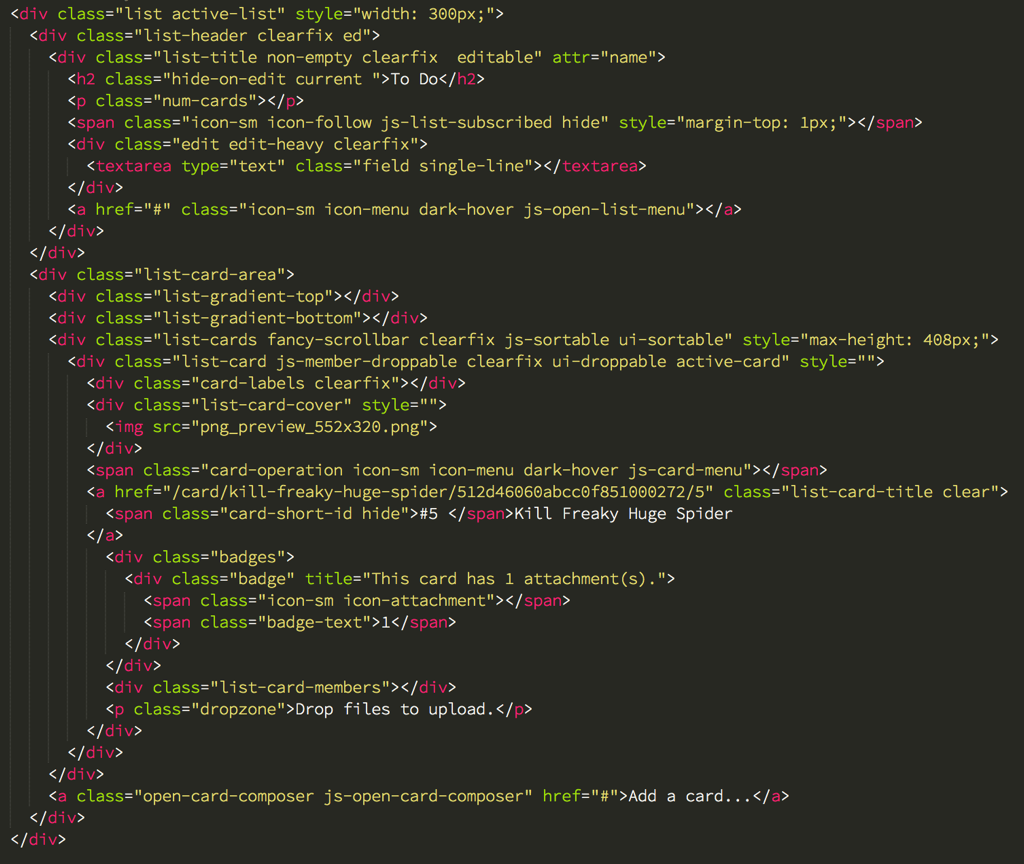 <div class="list active-list" style="width: 300px;">
<div class="list-header clearfix ed">
<div class="list-title non-empty clearfix  editable" attr="name">
<h2 class="hide-on-edit current ">To Do</h2>
<p class="num-cards"></p>
<span class="icon-sm icon-follow js-list-subscribed hide" style="margin-top: 1px;"></span>
<div class="edit edit-heavy clearfix">
<textarea type="text" class="field single-line"></textarea>
</div>
<a href="#" class="icon-sm icon-menu dark-hover js-open-list-menu"></a>
</div>
</div>
<div class="list-card-area">
<div class="list-gradient-top"></div>
<div class="list-gradient-bottom"></div>
<div class="list-cards fancy-scrollbar clearfix js-sortable ui-sortable" style="max-height: 408px;">
<div class="list-card js-member-droppable clearfix ui-droppable active-card" style="">
<div class="card-labels clearfix"></div>
<div class="list-card-cover" style="">
<img src="png_preview_552x320.png">
</div>
<span class="card-operation icon-sm icon-menu dark-hover js-card-menu"></span>
<a href="/card/kill-freaky-huge-spider/512d46060abcc0f851000272/5" class="list-card-title clear">
<span class="card-short-id hide">#5 </span>Kill Freaky Huge Spider
</a>
<div class="badges">
<div class="badge" title="This card has 1 attachment(s).">
<span class="icon-sm icon-attachment"></span>
<span class="badge-text">1</span>
</div>
</div>
<div class="list-card-members"></div>
<p class="dropzone">Drop files to upload.</p>
</div>
</div>
</div>
<a class="open-card-composer js-open-card-composer" href="#">Add a card...</a>
</div>
</div>